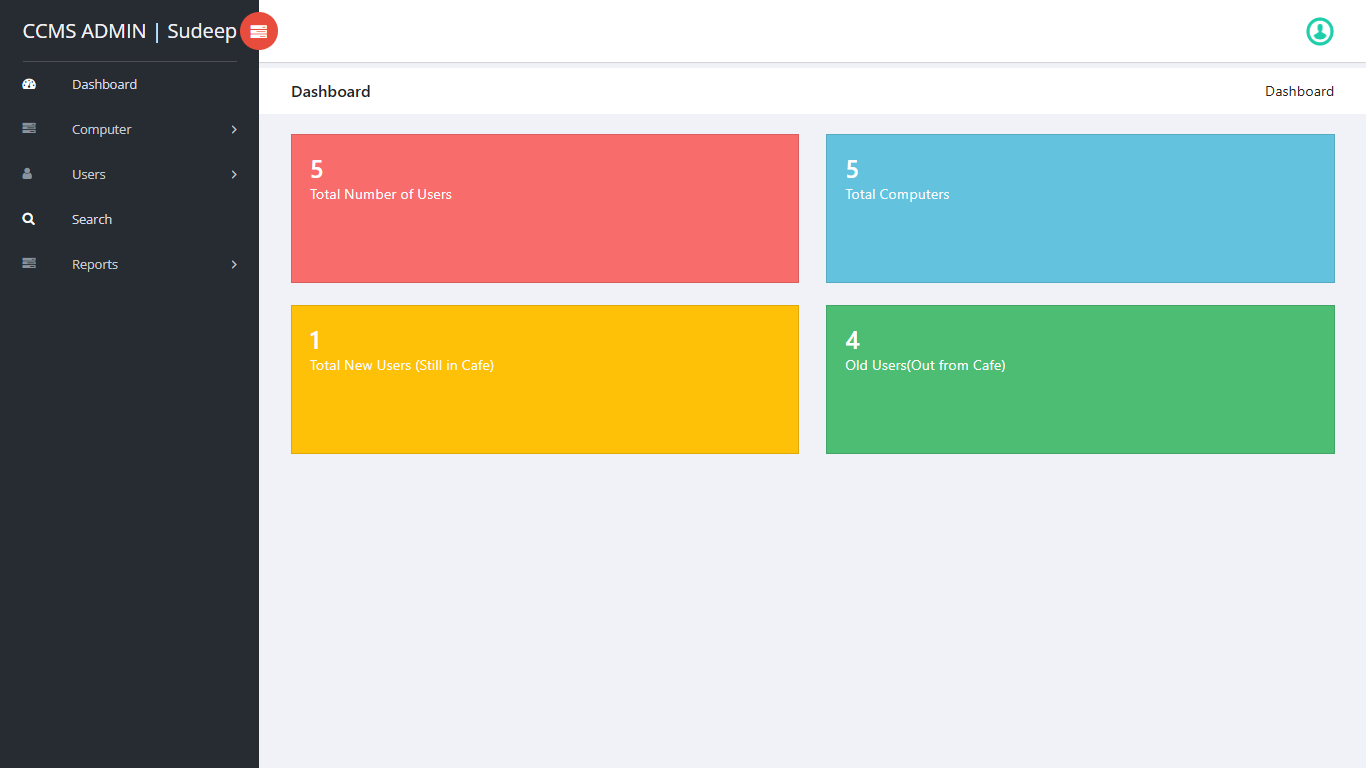 CCMS ADMIN | Sudeep
Dashboard
Computer
Users
Search
Reports
Dashboard
Dashboard
5
Total Number of Users
5
Total Computers
1
Total New Users (Still in Cafe)
4
Old Users(Out from Cafe)